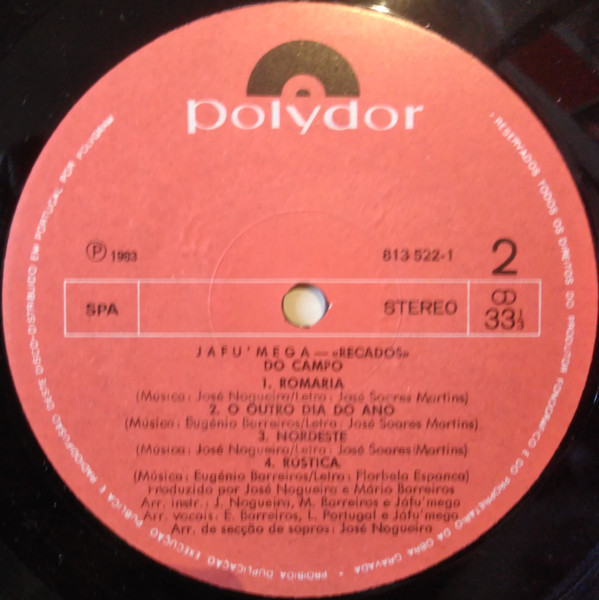 polydor
℗ 1983
813 522-1
2
SPA
STEREO
33⅓
JAFU'MEGA — «RECADOS»
DO CAMPO
1. ROMARIA
(Música: José Nogueira/Letra: José Soares Martins)
2. O OUTRO DIA DO ANO
(Música: Eugénio Barreiros/Letra: José Soares Martins)
3. NORDESTE
(Música: José Nogueira/Letra: José Soares Martins)
4. RÚSTICA
(Música: Eugénio Barreiros/Letra: Florbela Espanca)
Produzido por José Nogueira e Mário Barreiros
Arr. instr.: J. Nogueira, M. Barreiros e Jáfu'mega
Arr. vocais: E. Barreiros, L. Portugal e Jáfu'mega
Arr. de secção de sopros: José Nogueira
• RESERVADOS TODOS OS DIREITOS DO PRODUTOR FONOGRÁFICO E DO PROPRIETÁRIO DA OBRA GRAVADA • PROIBIDA DUPLICAÇÃO EXECUÇÃO PÚBLICA E RADIODIFUSÃO DESTE DISCO • DISTRIBUIDO EM PORTUGAL POR POLYGRAM